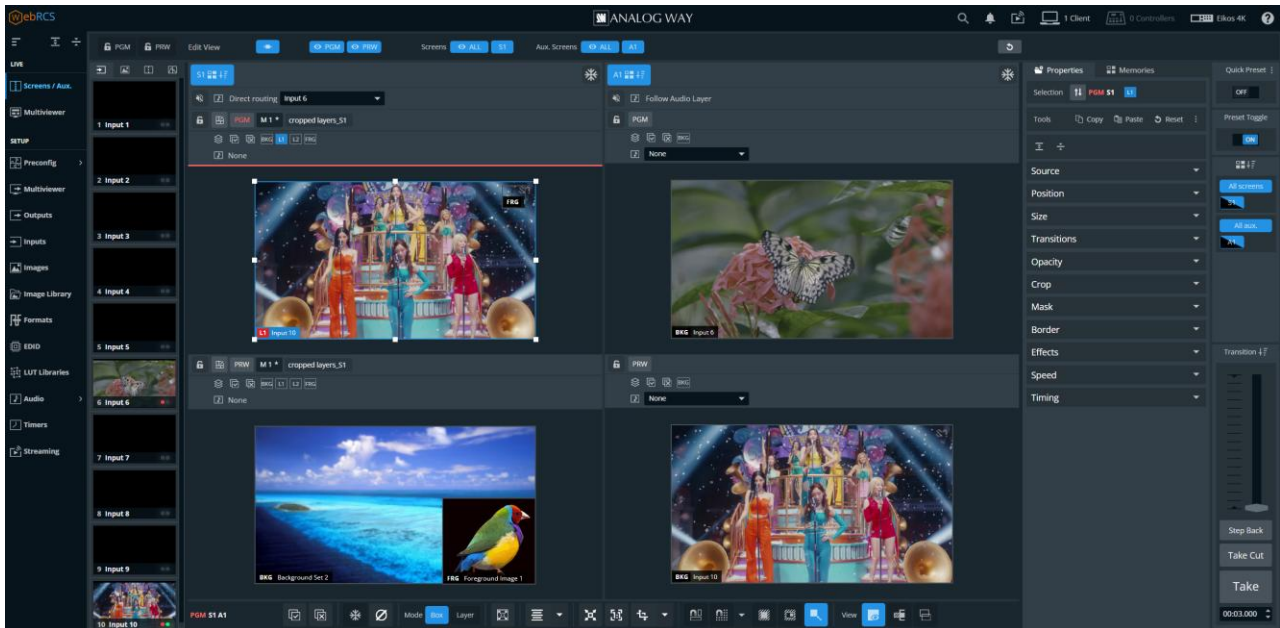 WebRCS
ANALOG WAY
1 Client
0 Controllers
Eikos 4K
PGM
PRW
Edit View
PGM
PRW
Screens
ALL
S1
Aux. Screens
ALL
A1
LIVE
Screens / Aux.
Multiviewer
SETUP
Preconfig
Multiviewer
Outputs
Inputs
Images
Image Library
Formats
EDID
LUT Libraries
Audio
Timers
Streaming
1 Input 1
2 Input 2
3 Input 3
4 Input 4
5 Input 5
6 Input 6
7 Input 7
8 Input 8
9 Input 9
10 Input 10
S1
Direct routing Input 6
PGM M 1 * cropped layers_S1
BKG L1 L2 FRG
None
FRG
L1 Input 10
PRW M 1 * cropped layers_S1
BKG L1 L2 FRG
None
BKG Background Set 2
FRG Foreground Image 1
A1
Follow Audio Layer
PGM
BKG
None
BKG Input 6
PRW
BKG
None
BKG Input 10
PGM S1 A1
Mode Box Layer
View
Properties
Memories
Selection PGM S1 L1
Tools Copy Paste Reset
Source
Position
Size
Transitions
Opacity
Crop
Mask
Border
Effects
Speed
Timing
Quick Preset
OFF
Preset Toggle
ON
All screens
S1
All aux.
A1
Transition
Step Back
Take Cut
Take
00:03.000